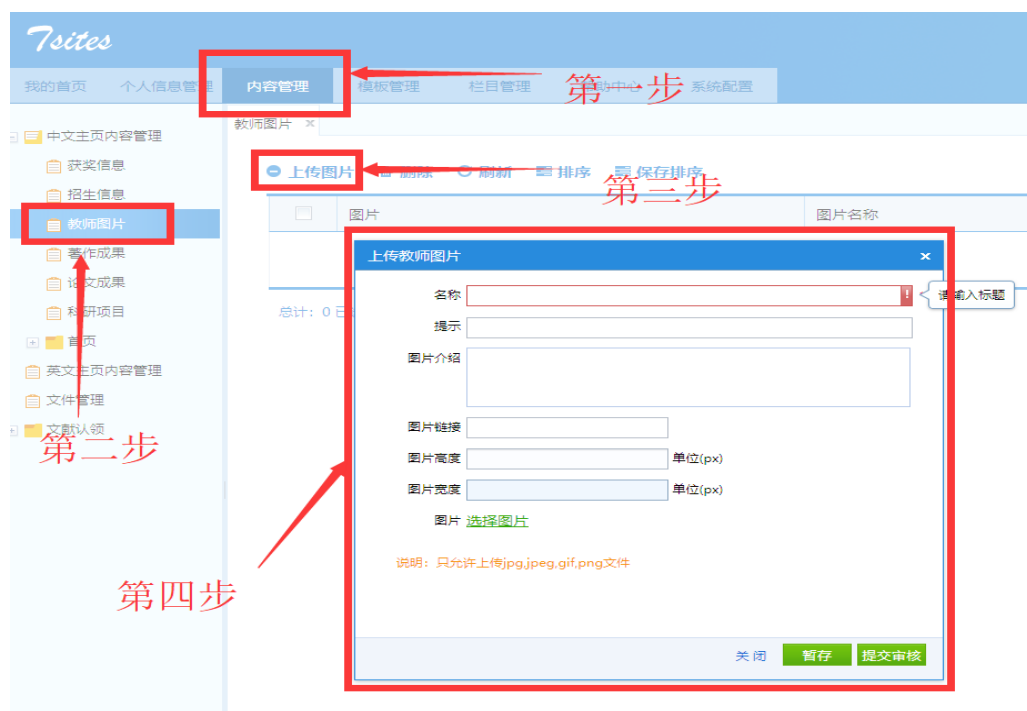 Tsites
我的首页 个人信息管理 内容管理 模板管理 栏目管理 帮助中心 系统配置
第一步
教师图片 ×
中文主页内容管理
获奖信息
招生信息
教师图片
著作成果
论文成果
科研项目
首页
英文主页内容管理
文件管理
文献认领
第二步
上传图片 删除 刷新 排序 保存排序
第三步
图片 图片名称
总计: 0
上传教师图片 ×
名称 ! 请输入标题
提示
图片介绍
图片链接
图片高度 单位(px)
图片宽度 单位(px)
图片 选择图片
说明: 只允许上传jpg,jpeg,gif,png文件
第四步
关闭 暂存 提交审核